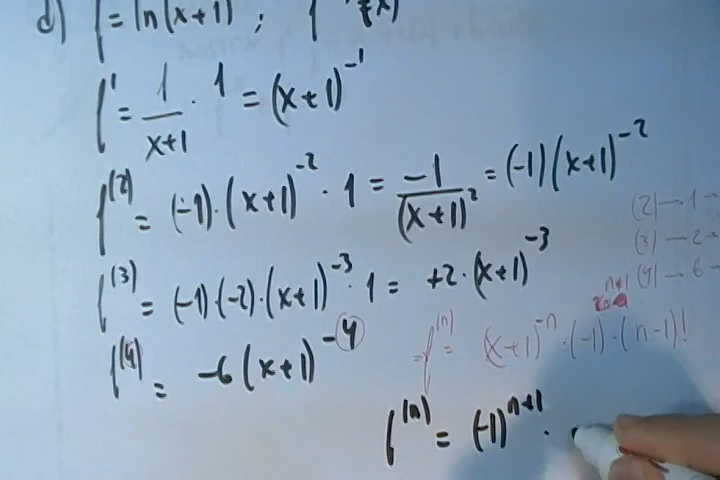 d) f = ln(x+1) ; f
f' = 1/(x+1) · 1 = (x+1)^-1
f^(2) = (-1)·(x+1)^-2 · 1 = -1/(x+1)^2 = (-1)(x+1)^-2
(2) — 1 -
(3) — 2 -
(4) — 6 -
f^(3) = (-1)(-2)·(x+1)^-3 · 1 = +2·(x+1)^-3
n+1
f^(4) = -6(x+1)^-4
=f^(n) = (x+1)^-n · (-1) · (n-1)!
f^(n) = (-1)^n+1 ·